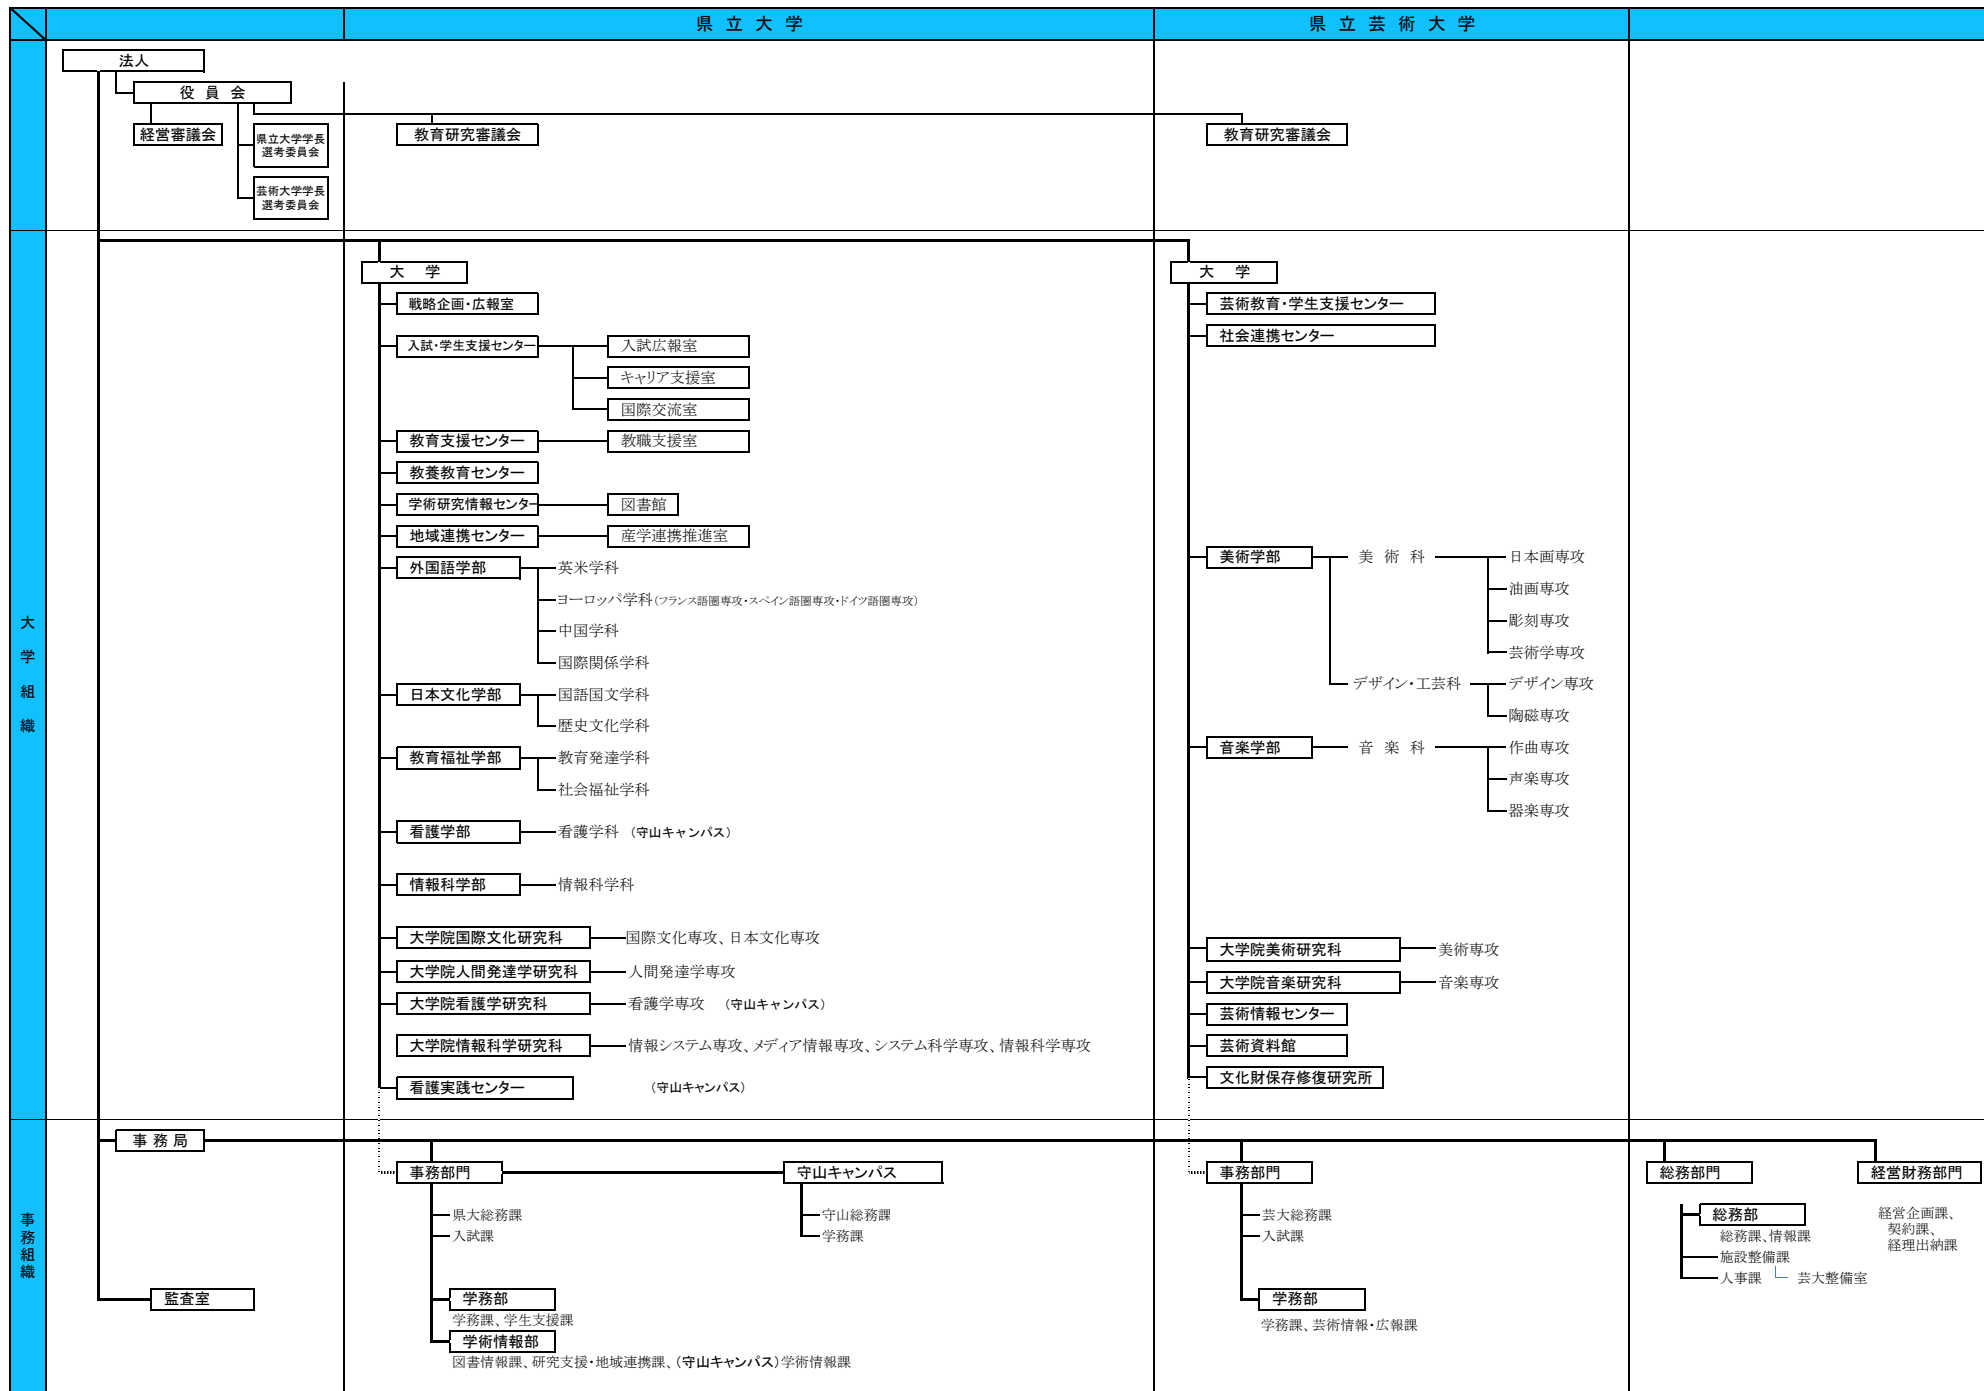 県立大学
県立芸術大学
法人
役員会
経営審議会
県立大学学長
選考委員会
芸術大学学長
選考委員会
教育研究審議会
教育研究審議会
大学組織
大学
戦略企画・広報室
入試・学生支援センター
入試広報室
キャリア支援室
国際交流室
教育支援センター
教職支援室
教養教育センター
学術研究情報センター
図書館
地域連携センター
産学連携推進室
外国語学部
英米学科
ヨーロッパ学科(フランス語圏専攻・スペイン語圏専攻・ドイツ語圏専攻)
中国学科
国際関係学科
日本文化学部
国語国文学科
歴史文化学科
教育福祉学部
教育発達学科
社会福祉学科
看護学部
看護学科 (守山キャンパス)
情報科学部
情報科学科
大学院国際文化研究科
国際文化専攻、日本文化専攻
大学院人間発達学研究科
人間発達学専攻
大学院看護学研究科
看護学専攻 (守山キャンパス)
大学院情報科学研究科
情報システム専攻、メディア情報専攻、システム科学専攻、情報科学専攻
看護実践センター
(守山キャンパス)
大学
芸術教育・学生支援センター
社会連携センター
美術学部
美術科
日本画専攻
油画専攻
彫刻専攻
芸術学専攻
デザイン・工芸科
デザイン専攻
陶磁専攻
音楽学部
音楽科
作曲専攻
声楽専攻
器楽専攻
大学院美術研究科
美術専攻
大学院音楽研究科
音楽専攻
芸術情報センター
芸術資料館
文化財保存修復研究所
事務組織
事務局
監査室
事務部門
県大総務課
入試課
学務部
学務課、学生支援課
学術情報部
図書情報課、研究支援・地域連携課、(守山キャンパス)学術情報課
守山キャンパス
守山総務課
学務課
事務部門
芸大総務課
入試課
学務部
学務課、芸術情報・広報課
総務部門
総務部
総務課、情報課
施設整備課
人事課
芸大整備室
経営財務部門
経営企画課、
契約課、
経理出納課